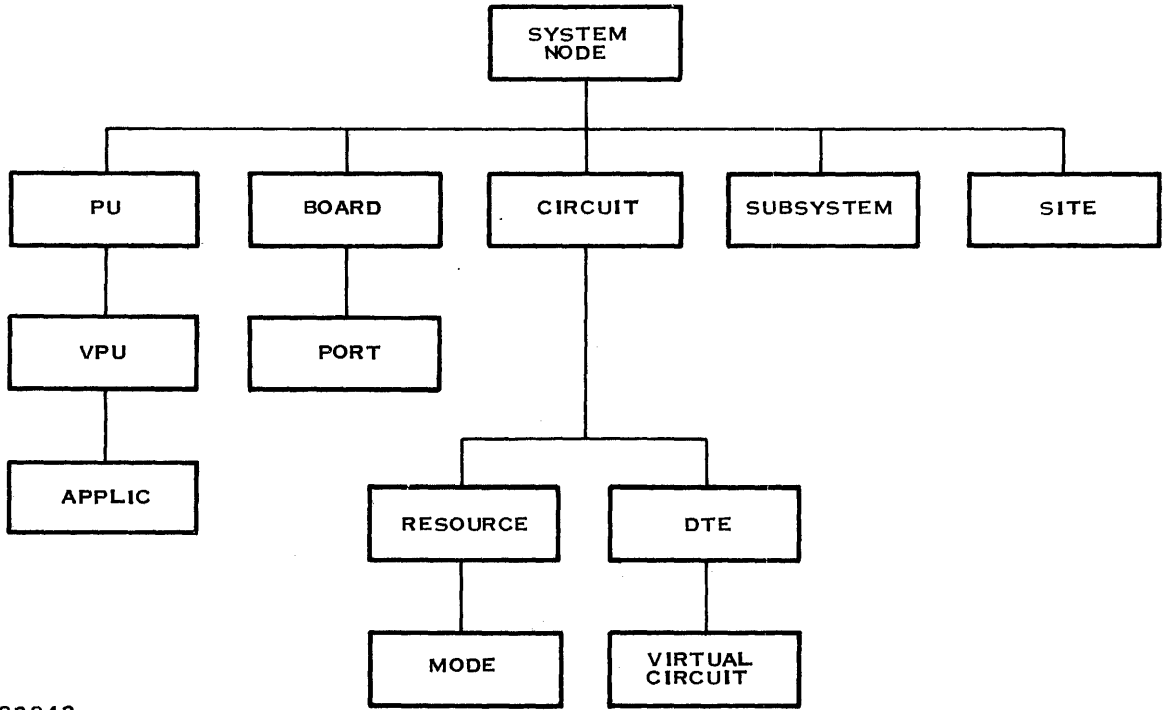 SYSTEM
NODE
PU
BOARD
CIRCUIT
SUBSYSTEM
SITE
VPU
PORT
APPLIC
RESOURCE
DTE
MODE
VIRTUAL
CIRCUIT